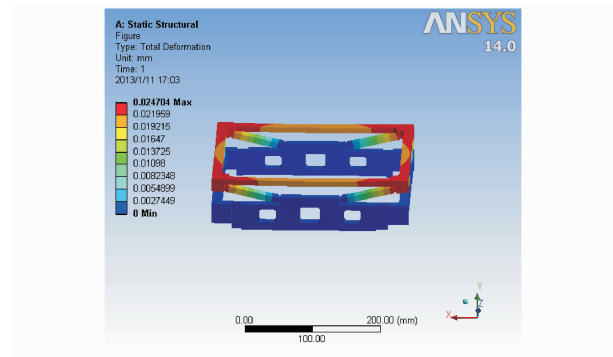 A: Static Structural
Figure
Type: Total Deformation
Unit: mm
Time: 1
2013/1/11 17:03
ANSYS
14.0
0.024704 Max
0.021959
0.019215
0.01647
0.013725
0.01098
0.0082348
0.0054899
0.0027449
0 Min
0.00 200.00 (mm)
100.00
Y
X Z